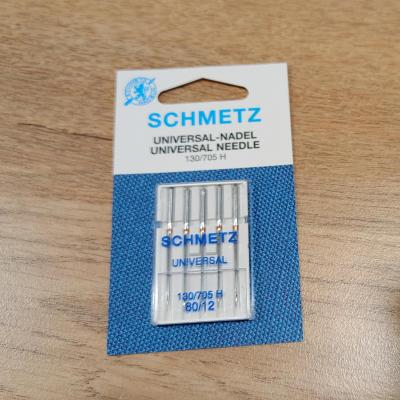 SCHMETZ
UNIVERSAL-NADEL
UNIVERSAL NEEDLE
130/705 H
SCHMETZ
UNIVERSAL
130/705 H
80/12